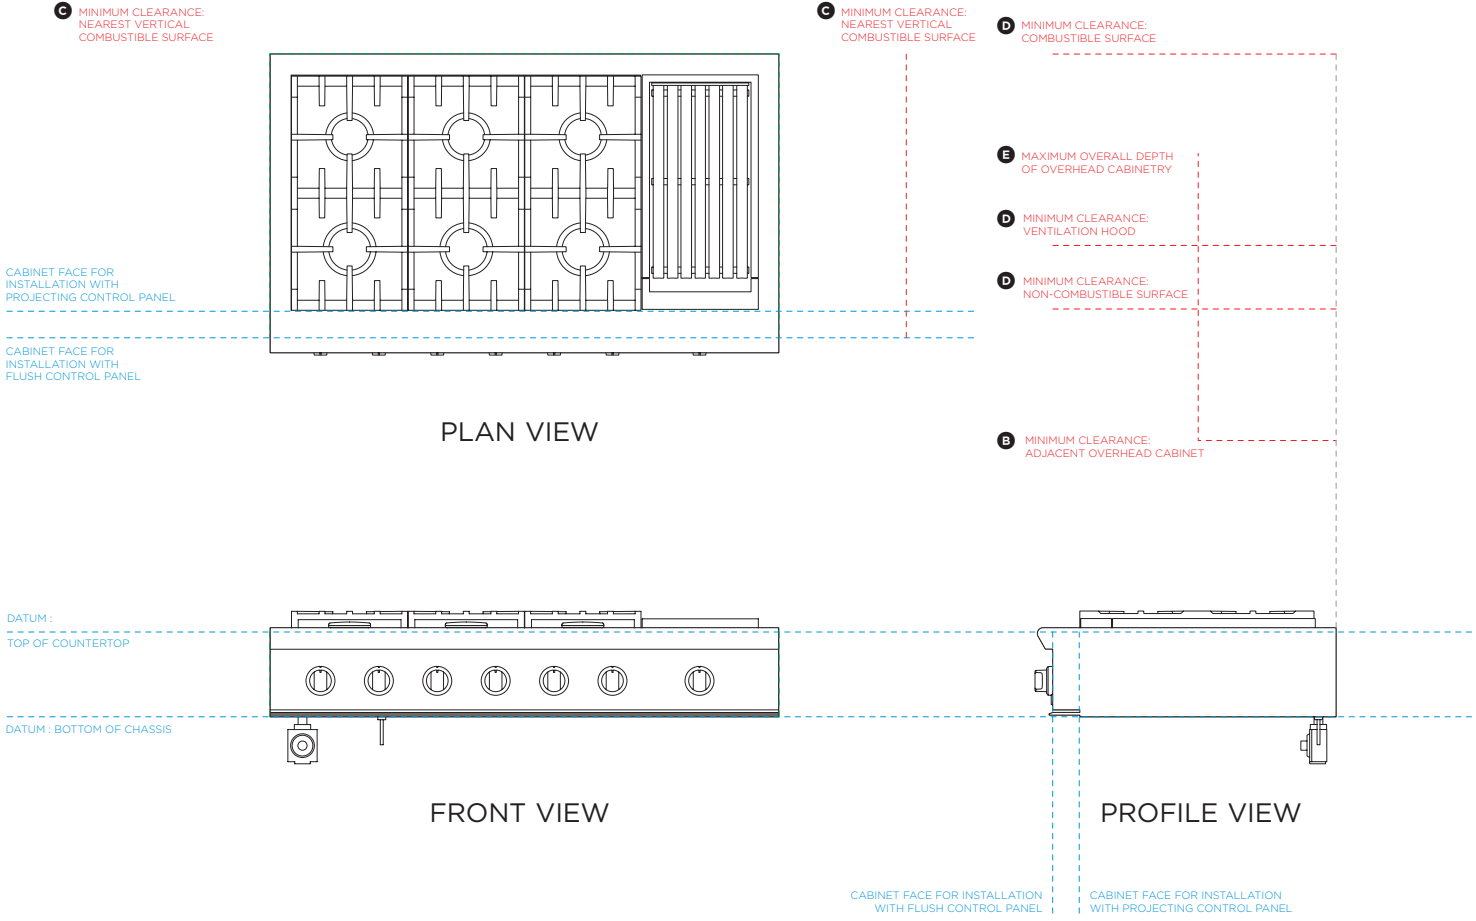 C MINIMUM CLEARANCE:
NEAREST VERTICAL
COMBUSTIBLE SURFACE
C MINIMUM CLEARANCE:
NEAREST VERTICAL
COMBUSTIBLE SURFACE
D MINIMUM CLEARANCE:
COMBUSTIBLE SURFACE
E MAXIMUM OVERALL DEPTH
OF OVERHEAD CABINETRY
D MINIMUM CLEARANCE:
VENTILATION HOOD
D MINIMUM CLEARANCE:
NON-COMBUSTIBLE SURFACE
B MINIMUM CLEARANCE:
ADJACENT OVERHEAD CABINET
CABINET FACE FOR
INSTALLATION WITH
PROJECTING CONTROL PANEL
CABINET FACE FOR
INSTALLATION WITH
FLUSH CONTROL PANEL
PLAN VIEW
DATUM :
TOP OF COUNTERTOP
DATUM : BOTTOM OF CHASSIS
FRONT VIEW
PROFILE VIEW
CABINET FACE FOR INSTALLATION
WITH FLUSH CONTROL PANEL
CABINET FACE FOR INSTALLATION
WITH PROJECTING CONTROL PANEL